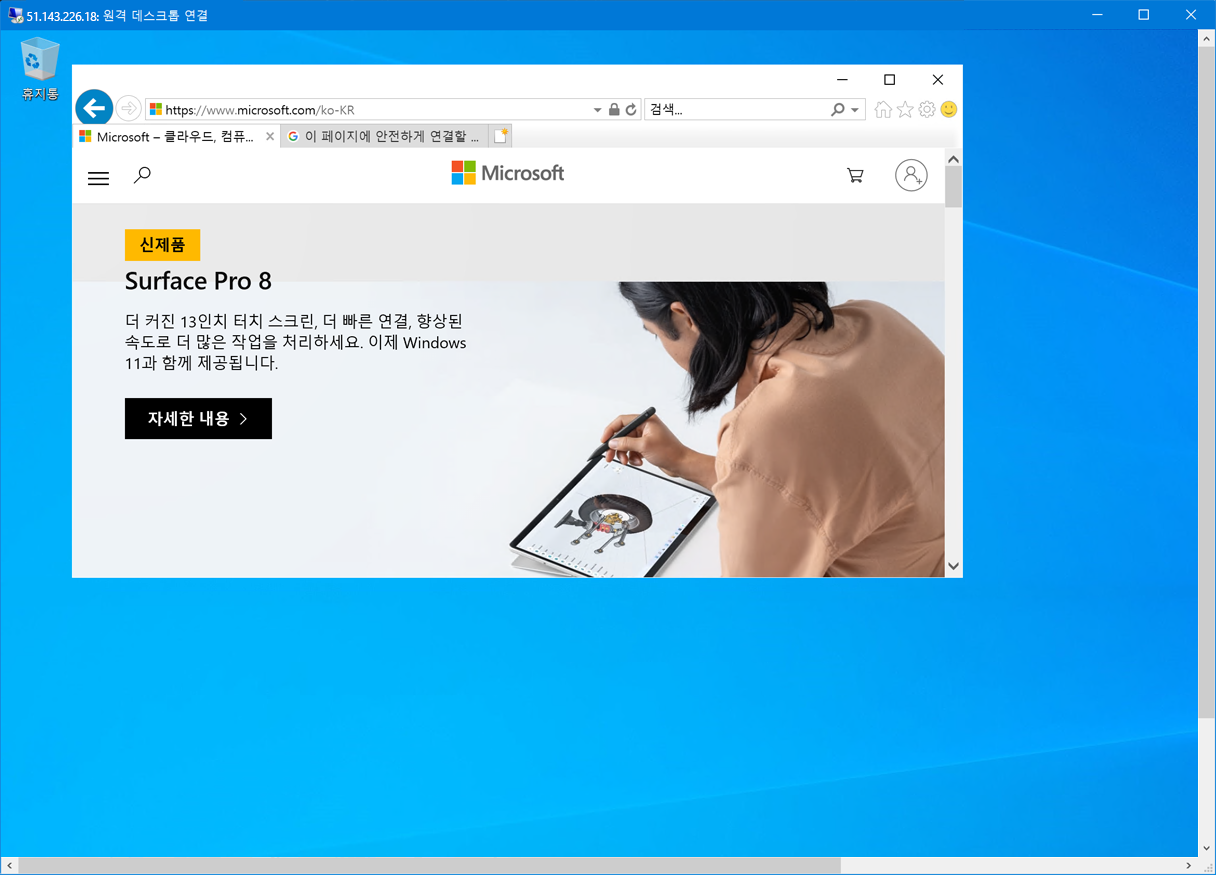 51.143.226.18: 원격 데스크톱 연결
휴지통
https://www.microsoft.com/ko-KR
검색...
Microsoft – 클라우드, 컴퓨...
이 페이지에 안전하게 연결할 ...
Microsoft
신제품
Surface Pro 8
더 커진 13인치 터치 스크린, 더 빠른 연결, 향상된
속도로 더 많은 작업을 처리하세요. 이제 Windows
11과 함께 제공됩니다.
자세한 내용 >